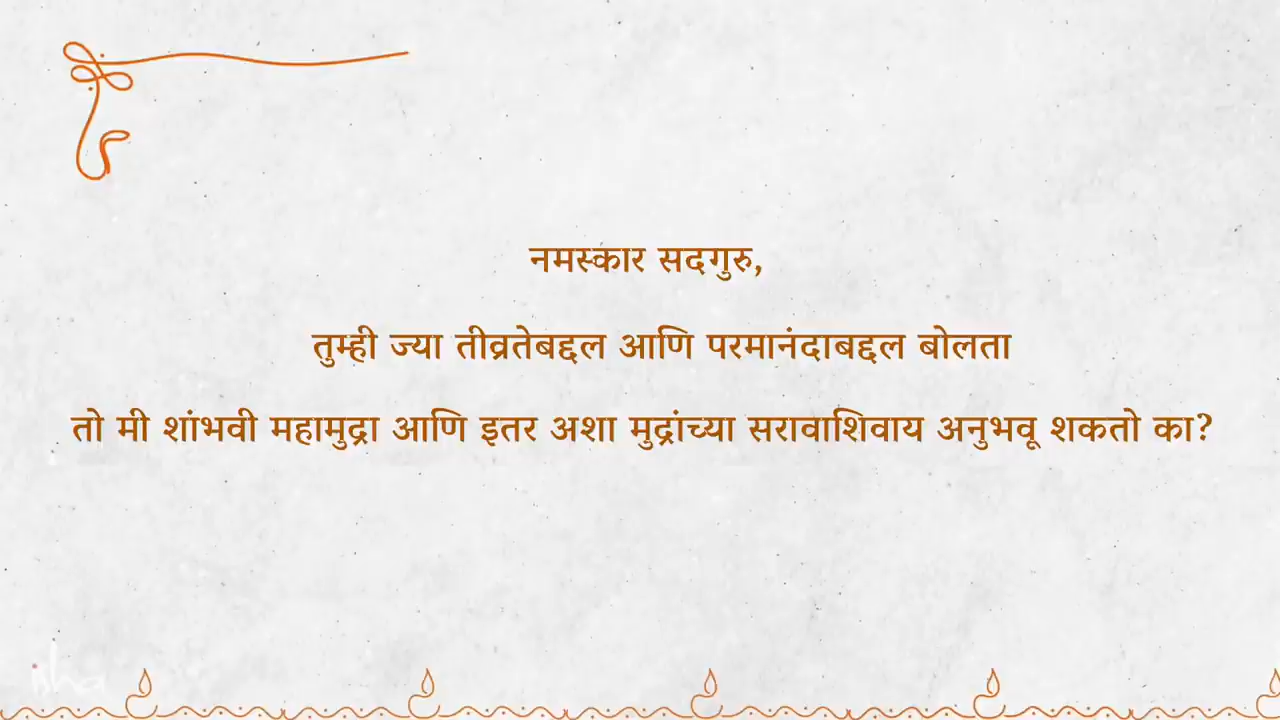 नमस्कार सदगुरु,
तुम्ही ज्या तीव्रतेबद्दल आणि परमानंदाबद्दल बोलता
तो मी शांभवी महामुद्रा आणि इतर अशा मुद्रांच्या सरावाशिवाय अनुभवू शकतो का?
isha